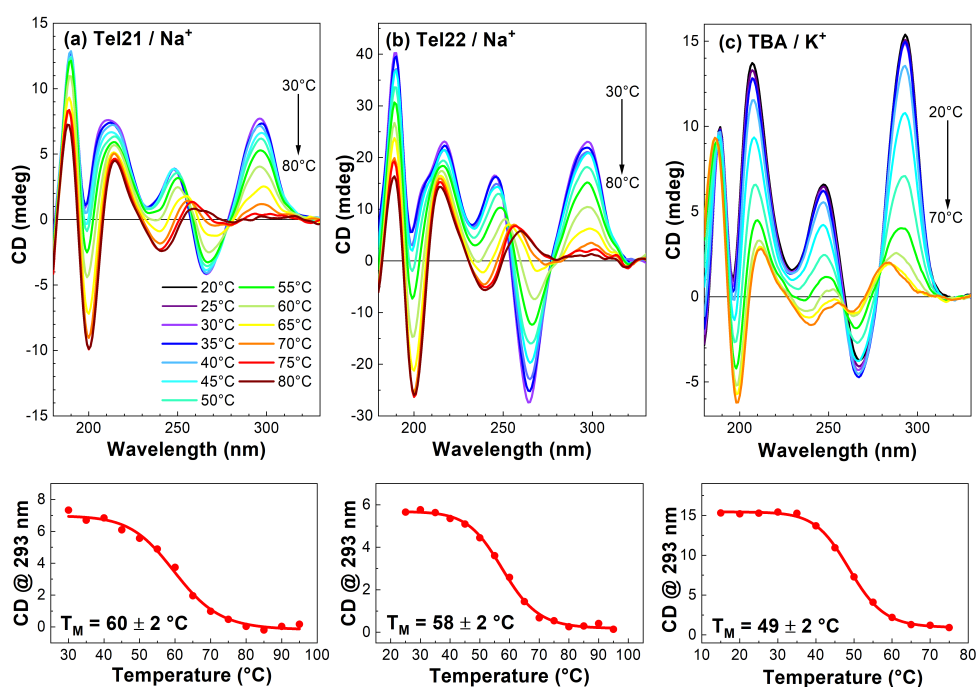 (a) Tel21 / Na⁺
(b) Tel22 / Na⁺
(c) TBA / K⁺
CD (mdeg)
15
10
5
0
-5
-10
-15
30°C
80°C
20°C
25°C
30°C
35°C
40°C
45°C
50°C
55°C
60°C
65°C
70°C
75°C
80°C
200 250 300
Wavelength (nm)
CD (mdeg)
50
40
30
20
10
0
-10
-20
-30
30°C
80°C
200 250 300
Wavelength (nm)
CD (mdeg)
15
10
5
0
-5
20°C
70°C
200 250 300
Wavelength (nm)
CD @ 293 nm
8
7
6
5
4
3
2
1
0
T_M = 60 ± 2 °C
30 40 50 60 70 80 90 100
Temperature (°C)
CD @ 293 nm
6
4
2
0
T_M = 58 ± 2 °C
20 30 40 50 60 70 80 90 100
Temperature (°C)
CD @ 293 nm
15
10
5
0
T_M = 49 ± 2 °C
10 20 30 40 50 60 70 80
Temperature (°C)